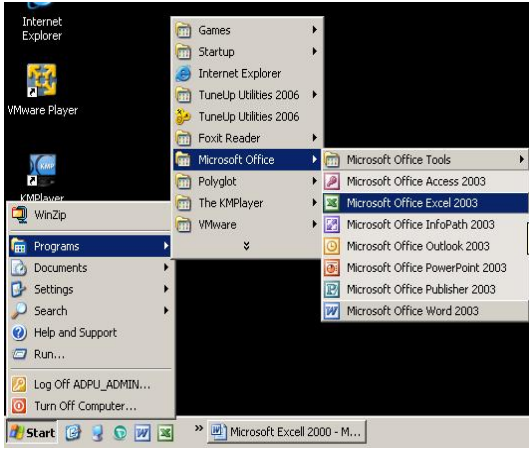 Internet
Explorer
VMware Player
KMP
KMPlayer
WinZip
Programs
Documents
Settings
Search
Help and Support
Run...
Log Off ADPU_ADMIN...
Turn Off Computer...
Games
Startup
Internet Explorer
TuneUp Utilities 2006
TuneUp Utilities 2006
Foxit Reader
Microsoft Office
Polyglot
The KMPlayer
VMware
Microsoft Office Tools
Microsoft Office Access 2003
Microsoft Office Excel 2003
Microsoft Office InfoPath 2003
Microsoft Office Outlook 2003
Microsoft Office PowerPoint 2003
Microsoft Office Publisher 2003
Microsoft Office Word 2003
Start
» Microsoft Excell 2000 - M...